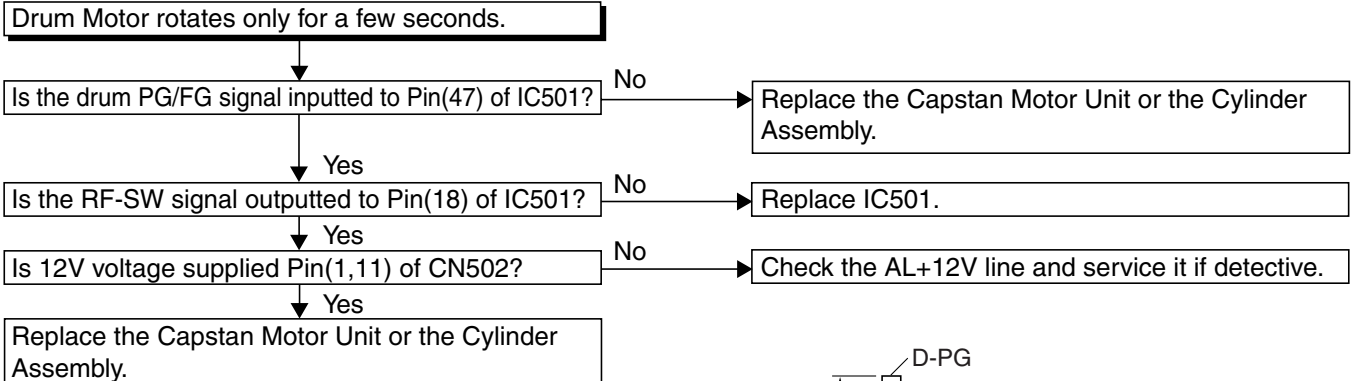 Drum Motor rotates only for a few seconds.
Is the drum PG/FG signal inputted to Pin(47) of IC501?
No
Replace the Capstan Motor Unit or the Cylinder
Assembly.
Yes
Is the RF-SW signal outputted to Pin(18) of IC501?
No
Replace IC501.
Yes
Is 12V voltage supplied Pin(1,11) of CN502?
No
Check the AL+12V line and service it if detective.
Yes
Replace the Capstan Motor Unit or the Cylinder
Assembly.
D-PG